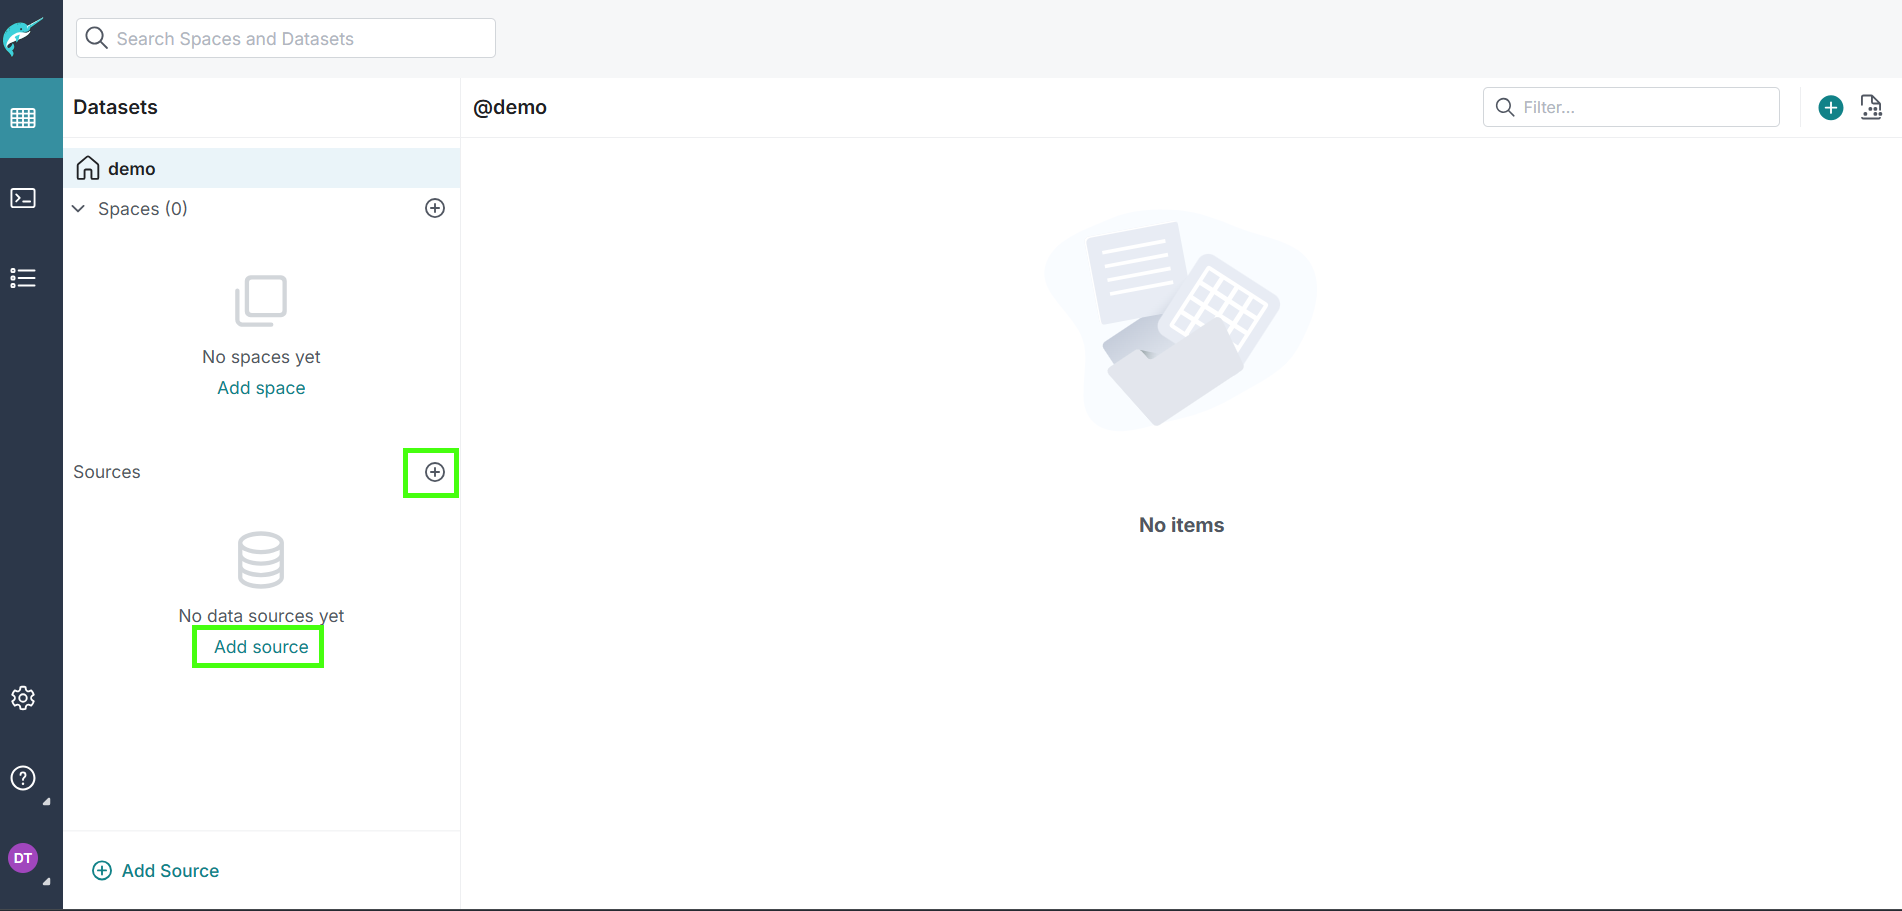 Search Spaces and Datasets
Datasets
@demo
Filter...
demo
Spaces (0)
No spaces yet
Add space
Sources
No items
No data sources yet
Add source
DT
Add Source